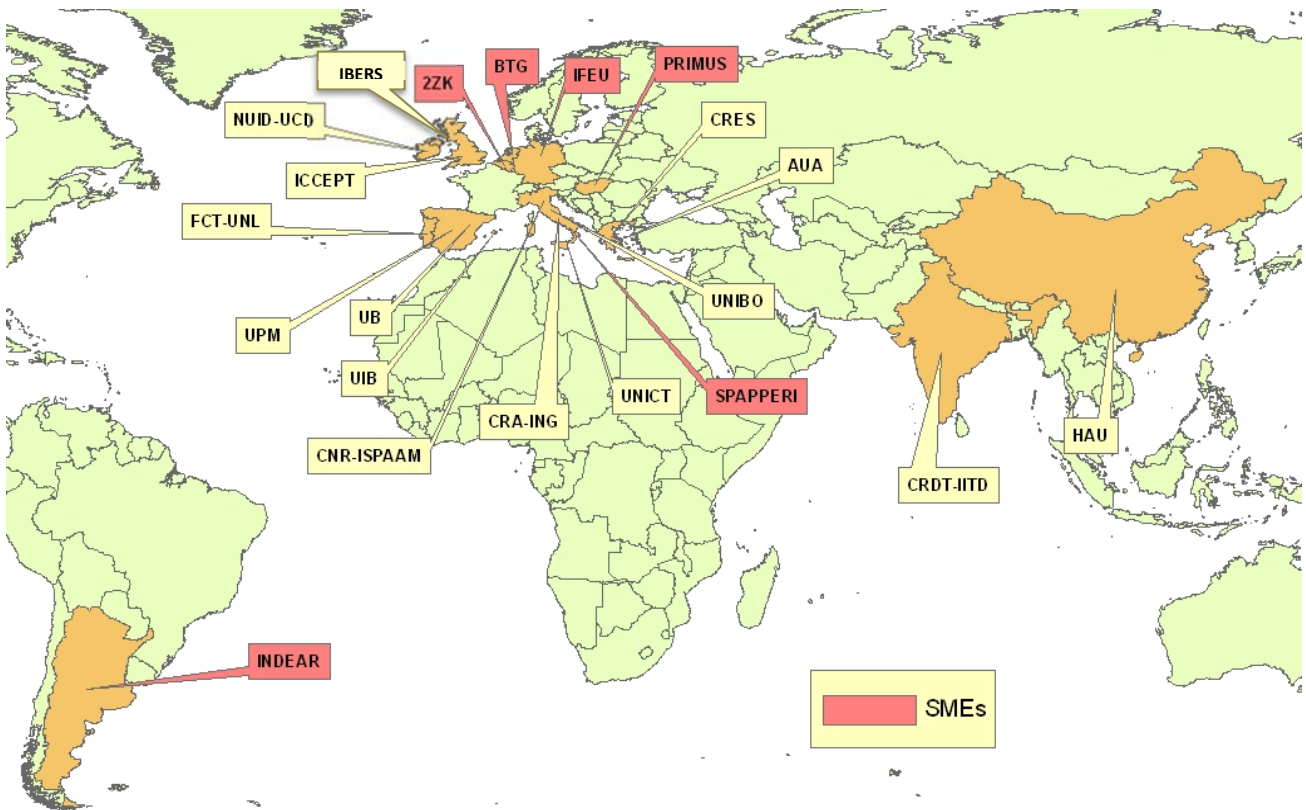 IBERS
2ZK
BTG
IFEU
PRIMUS
NUID-UCD
CRES
ICCEPT
AUA
FCT-UNL
UPM
UB
UNIBO
UIB
UNICT
SPAPPERI
CRA-ING
CNR-ISPAAM
HAU
CRDT-IITD
INDEAR
SMEs